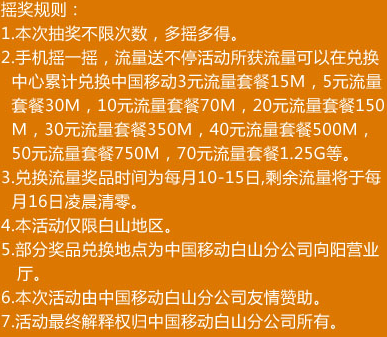 摇奖规则：
1.本次抽奖不限次数，多摇多得。
2.手机摇一摇，流量送不停活动所获流量可以在兑换
中心累计兑换中国移动3元流量套餐15M，5元流量
套餐30M，10元流量套餐70M，20元流量套餐150
M，30元流量套餐350M，40元流量套餐500M，
50元流量套餐750M，70元流量套餐1.25G等。
3.兑换流量奖品时间为每月10-15日,剩余流量将于每
月16日凌晨清零。
4.本活动仅限白山地区。
5.部分奖品兑换地点为中国移动白山分公司向阳营业
厅。
6.本次活动由中国移动白山分公司友情赞助。
7.活动最终解释权归中国移动白山分公司所有。